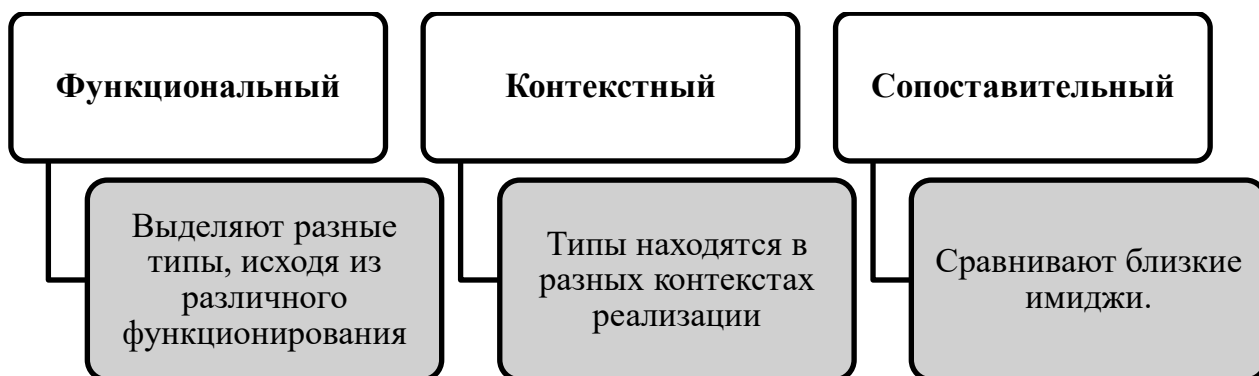 Функциональный
Контекстный
Сопоставительный
Выделяют разные
типы, исходя из
различного
функционирования
Типы находятся в
разных контекстах
реализации
Сравнивают близкие
имиджи.